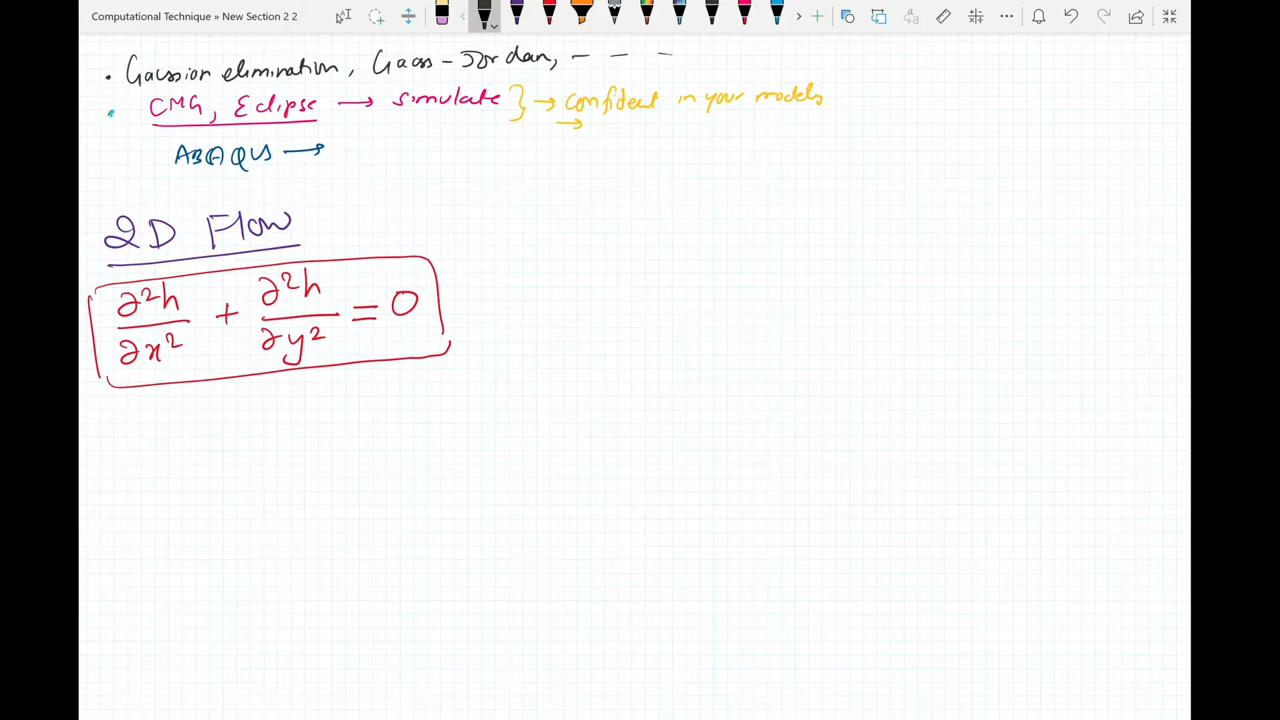 Computational Technique » New Section 2 2
• Gaussian elimination, Gauss-Jordan, - - -
• CMG, Eclipse → simulate } → confident in your models
→
ABAQUS →
2D Flow
∂²h/∂x² + ∂²h/∂y² = 0